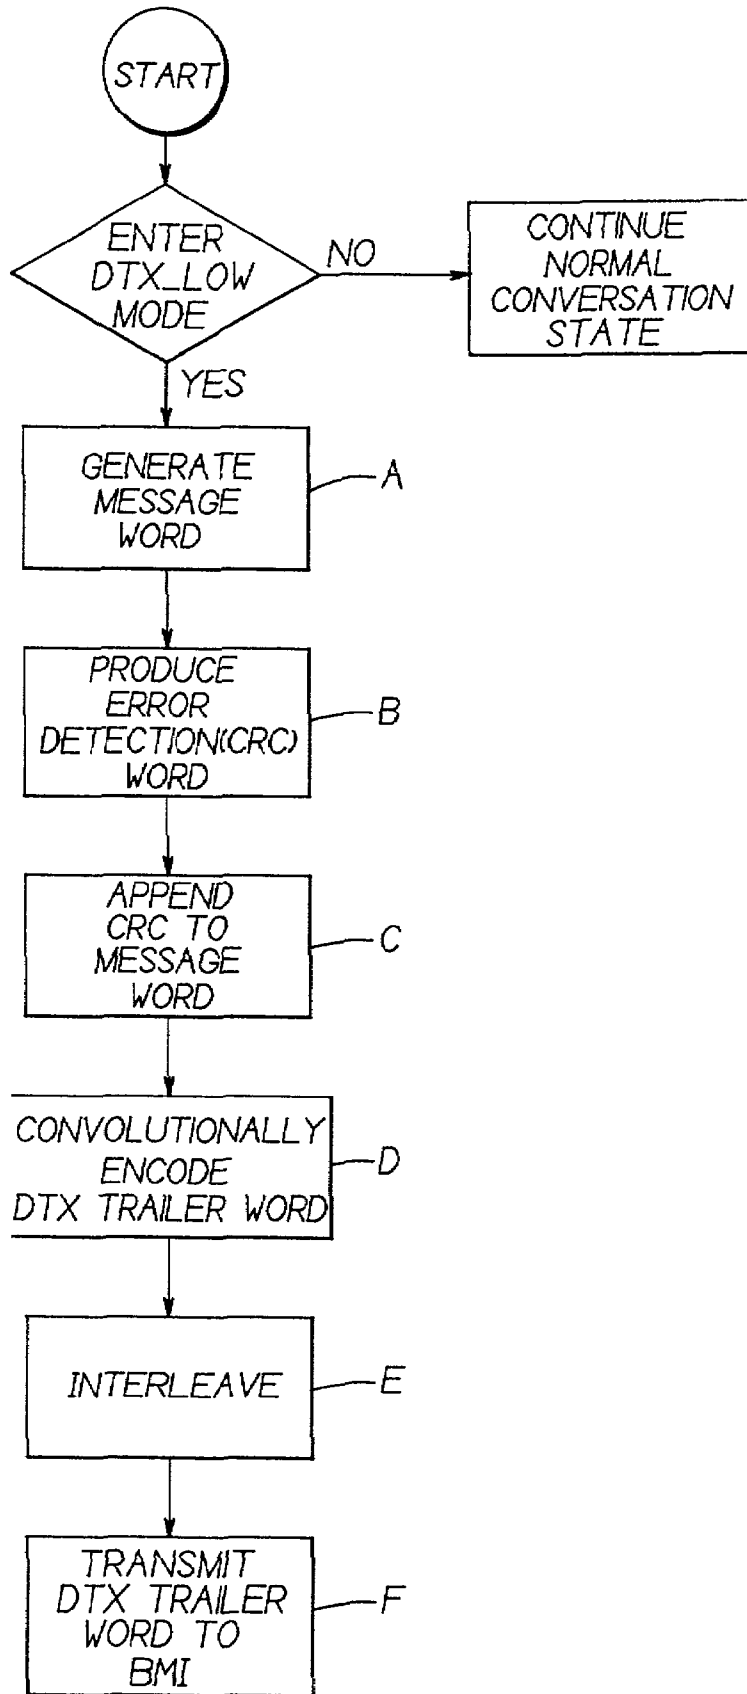 START
ENTER
DTX_LOW
MODE
NO
CONTINUE
NORMAL
CONVERSATION
STATE
YES
GENERATE
MESSAGE
WORD
A
PRODUCE
ERROR
DETECTION(CRC)
WORD
B
APPEND
CRC TO
MESSAGE
WORD
C
CONVOLUTIONALLY
ENCODE
DTX TRAILER WORD
D
INTERLEAVE
E
TRANSMIT
DTX TRAILER
WORD TO
BMI
F